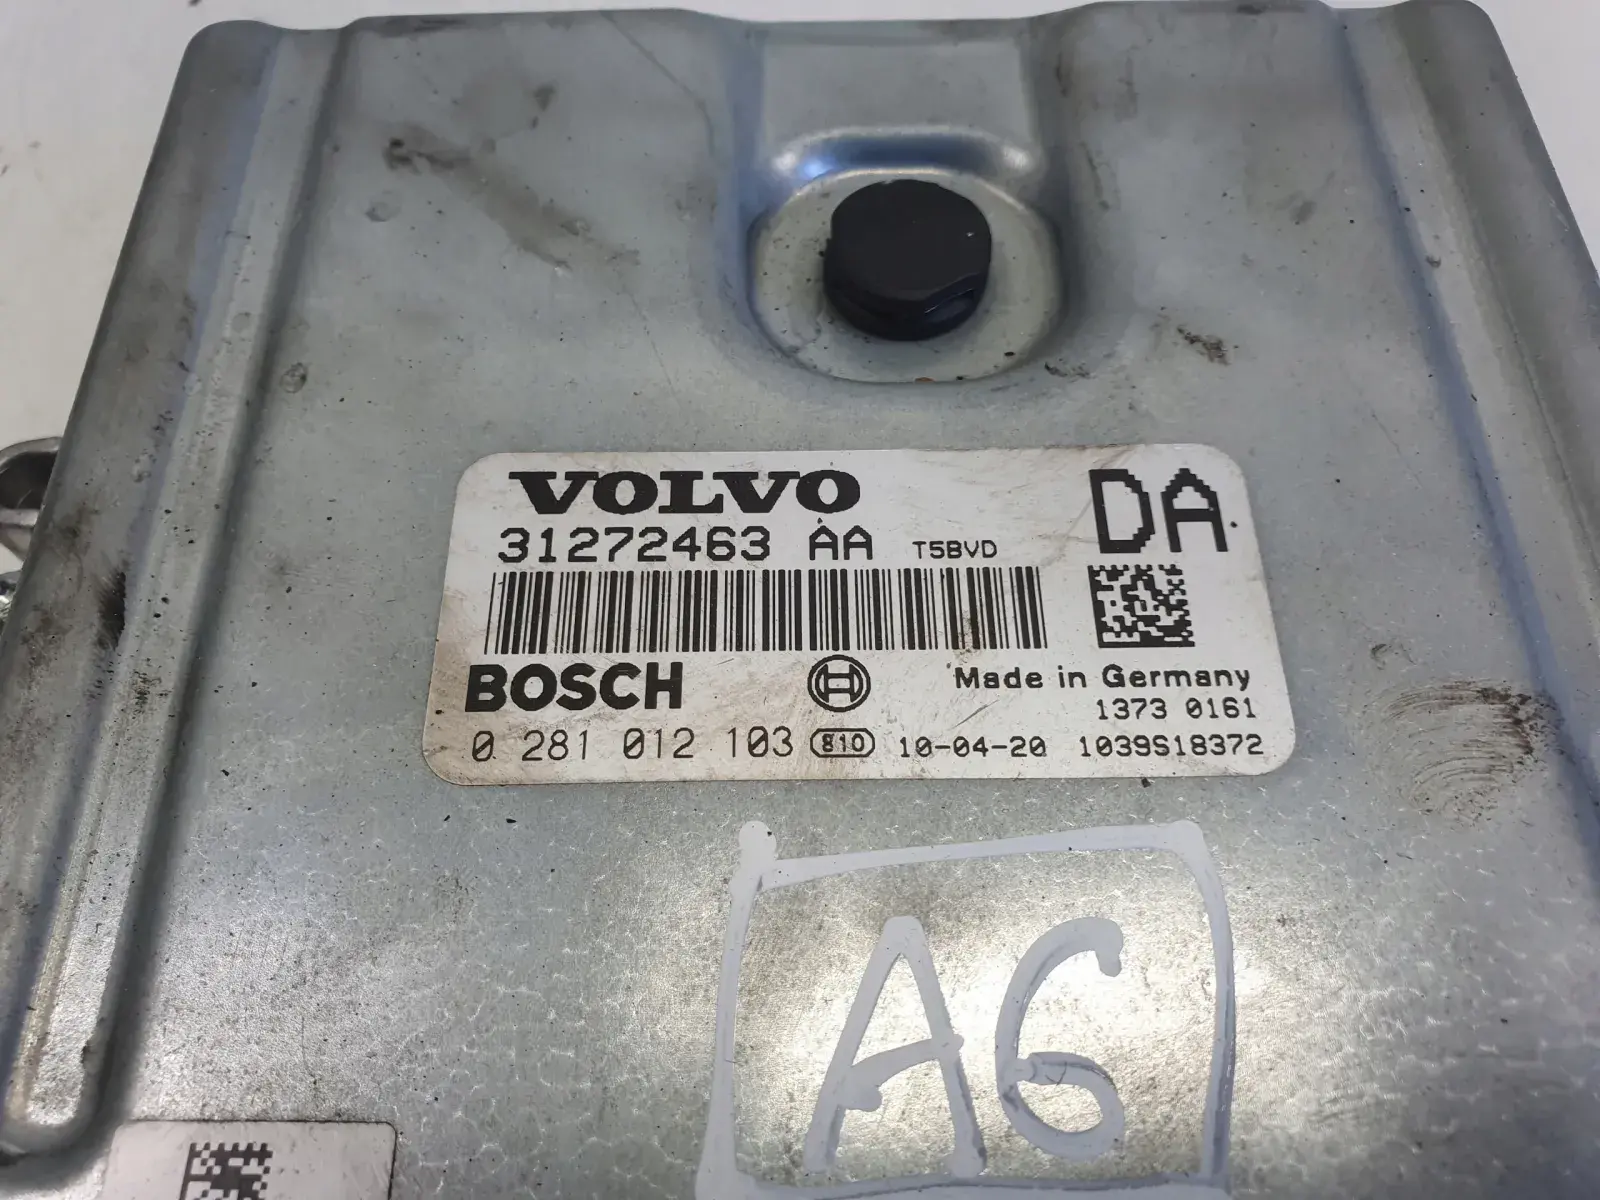 VOLVO
31272463 AA T5BVD
DA
BOSCH
Made in Germany
1373 0161
0 281 012 103 810 10-04-20 1039S18372
A6